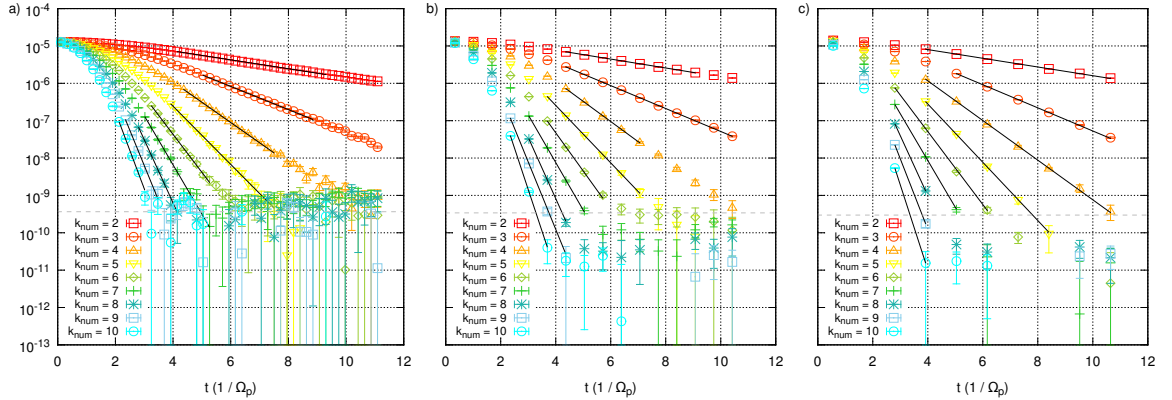 a)
10⁻⁴
10⁻⁵
10⁻⁶
10⁻⁷
10⁻⁸
10⁻⁹
10⁻¹⁰
10⁻¹¹
10⁻¹²
10⁻¹³
k_num = 2
k_num = 3
k_num = 4
k_num = 5
k_num = 6
k_num = 7
k_num = 8
k_num = 9
k_num = 10
0 2 4 6 8 10 12
t (1 / Ω_p)
b)
k_num = 2
k_num = 3
k_num = 4
k_num = 5
k_num = 6
k_num = 7
k_num = 8
k_num = 9
k_num = 10
0 2 4 6 8 10 12
t (1 / Ω_p)
c)
k_num = 2
k_num = 3
k_num = 4
k_num = 5
k_num = 6
k_num = 7
k_num = 8
k_num = 9
k_num = 10
0 2 4 6 8 10 12
t (1 / Ω_p)